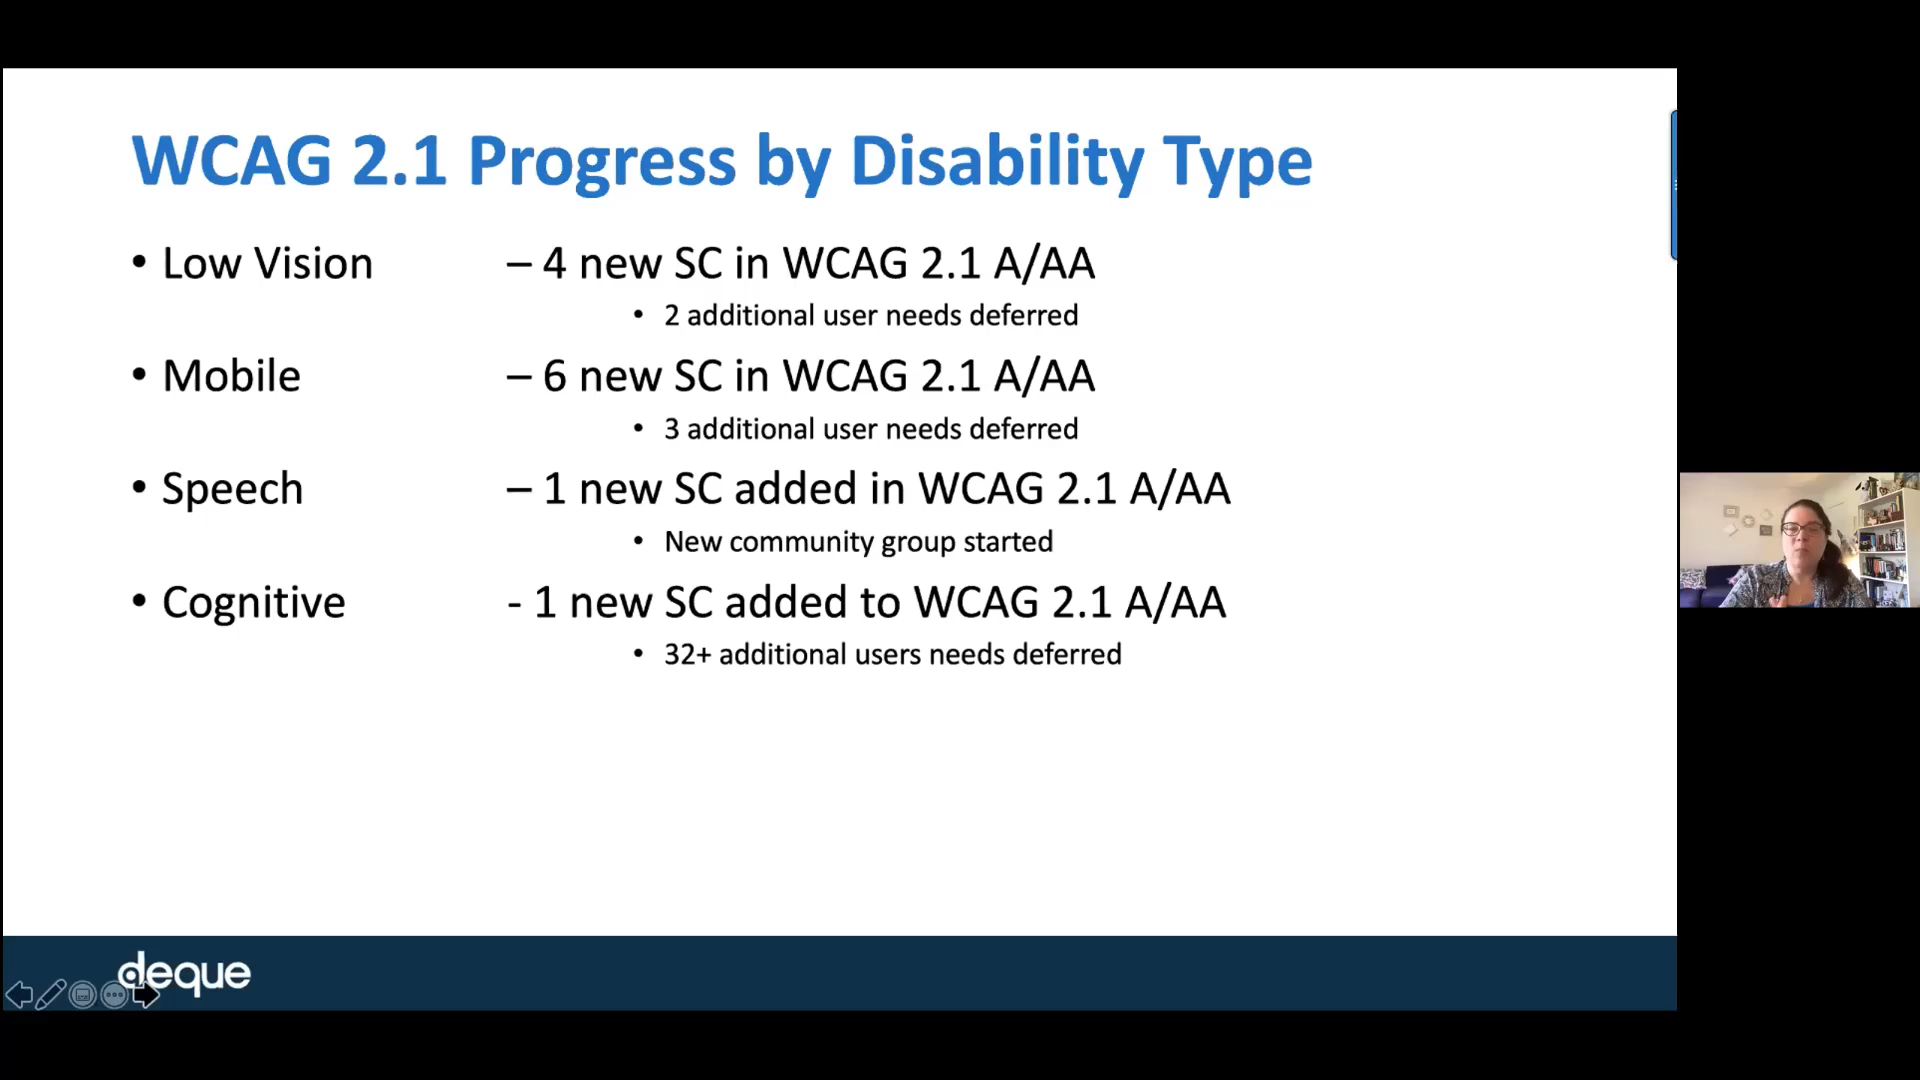 WCAG 2.1 Progress by Disability Type
• Low Vision – 4 new SC in WCAG 2.1 A/AA
• 2 additional user needs deferred
• Mobile – 6 new SC in WCAG 2.1 A/AA
• 3 additional user needs deferred
• Speech – 1 new SC added in WCAG 2.1 A/AA
• New community group started
• Cognitive - 1 new SC added to WCAG 2.1 A/AA
• 32+ additional users needs deferred
deque